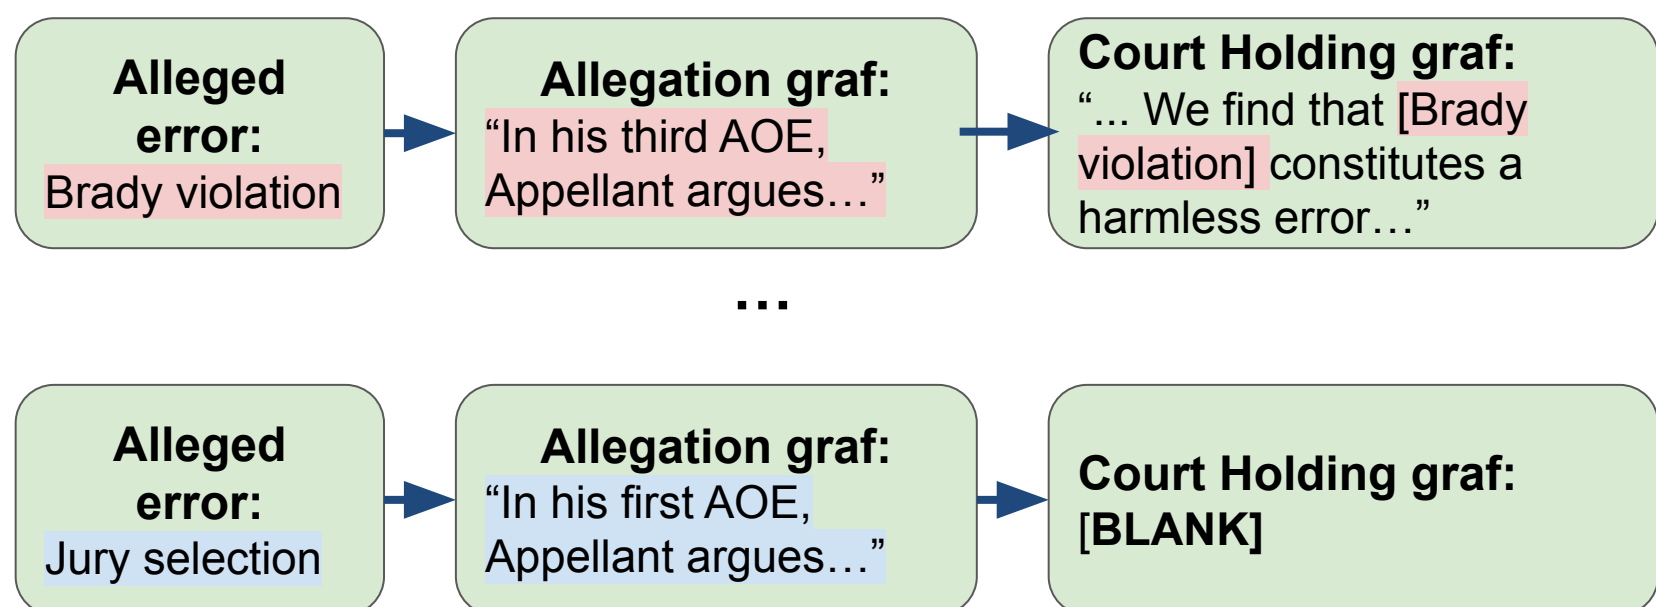 Alleged
error:
Brady violation
Allegation graf:
“In his third AOE,
Appellant argues…”
Court Holding graf:
“... We find that [Brady
violation] constitutes a
harmless error…”
...
Alleged
error:
Jury selection
Allegation graf:
“In his first AOE,
Appellant argues…”
Court Holding graf:
[BLANK]